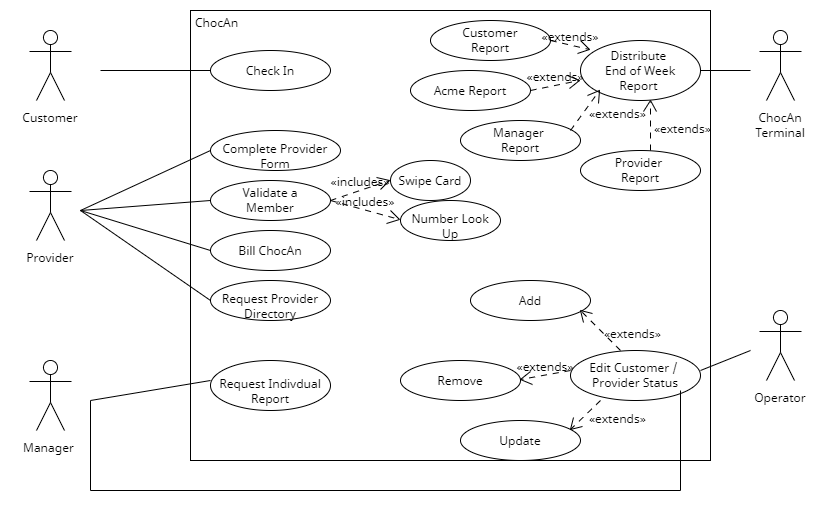 ChocAn
Customer
Report
«extends»
Distribute
End of Week
Report
Check In
Acme Report
«extends»
Customer
ChocAn
Terminal
«extends»
Manager
Report
«extends»
Complete Provider
Form
Provider
Report
«includes»
Swipe Card
Validate a
Member
«includes»
Number Look
Up
Provider
Bill ChocAn
Request Provider
Directory
Add
«extends»
Request Indivdual
Report
Remove
«extends»
Edit Customer /
Provider Status
Operator
«extends»
Update
Manager